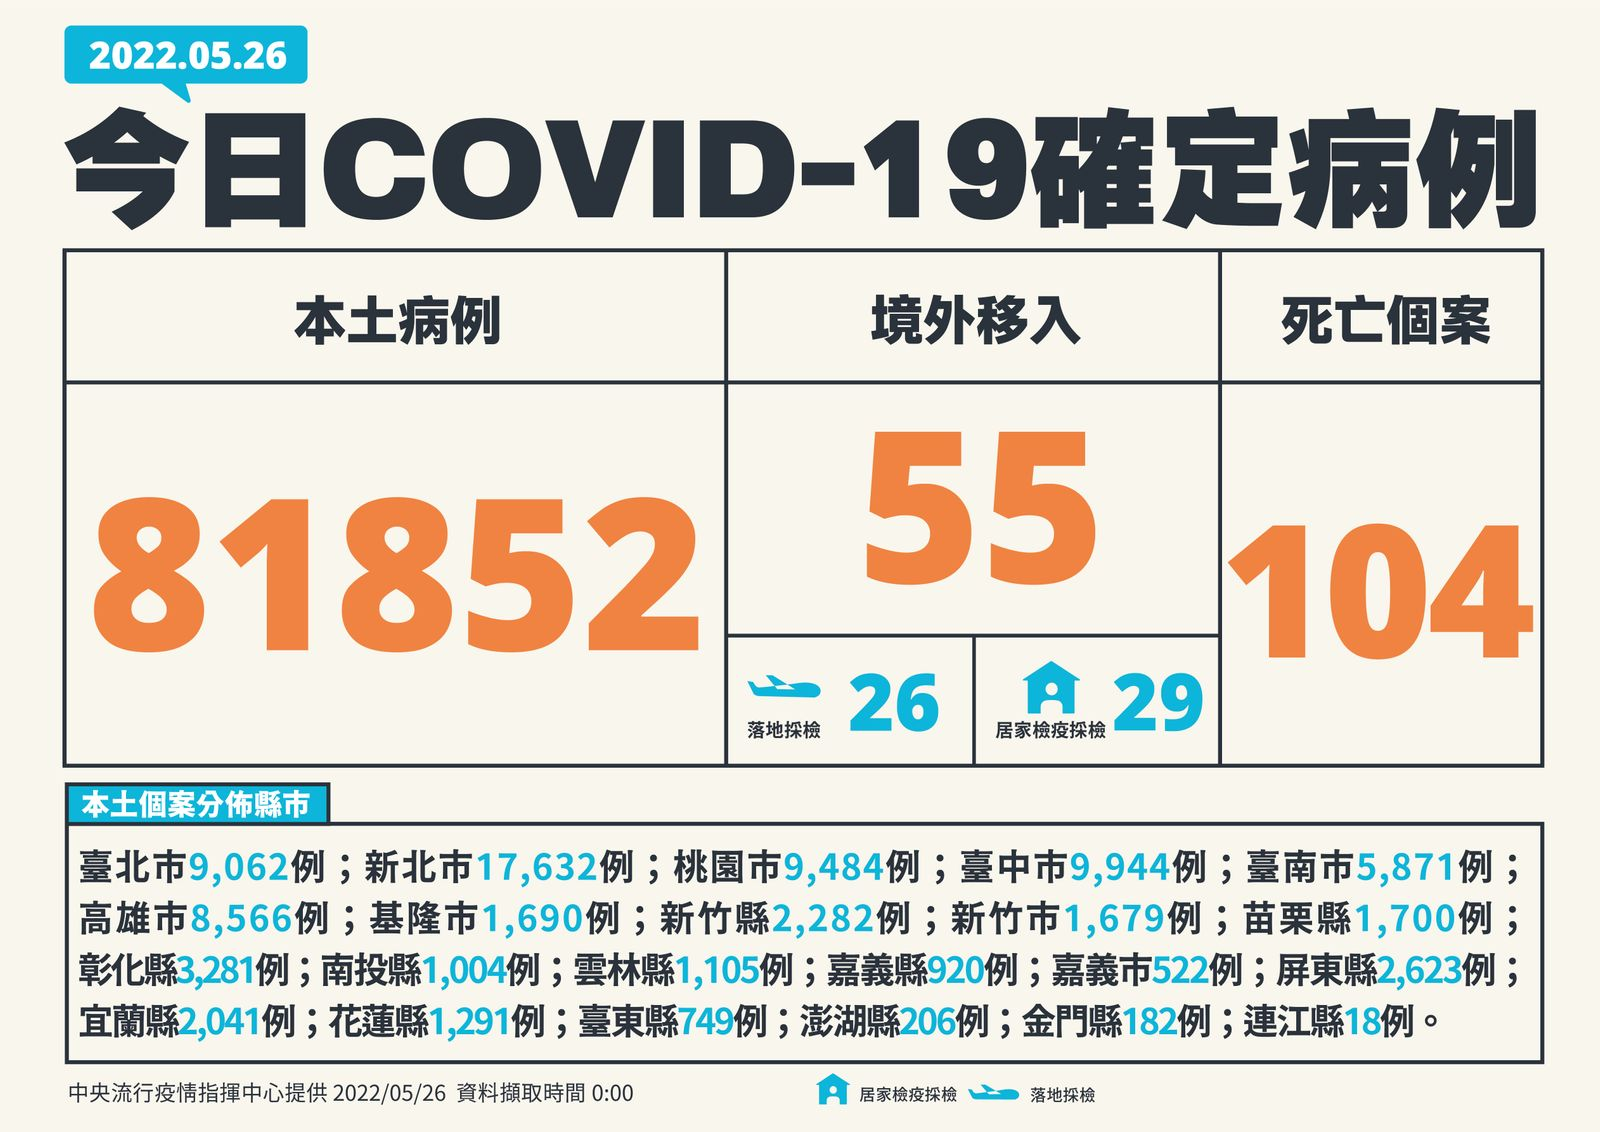 2022.05.26
今日COVID-19確定病例
本土病例
境外移入
死亡個案
81852
55
104
落地採檢 26
居家檢疫採檢 29
本土個案分佈縣市
臺北市9,062例；新北市17,632例；桃園市9,484例；臺中市9,944例；臺南市5,871例；
高雄市8,566例；基隆市1,690例；新竹縣2,282例；新竹市1,679例；苗栗縣1,700例；
彰化縣3,281例；南投縣1,004例；雲林縣1,105例；嘉義縣920例；嘉義市522例；屏東縣2,623例；
宜蘭縣2,041例；花蓮縣1,291例；臺東縣749例；澎湖縣206例；金門縣182例；連江縣18例。
中央流行疫情指揮中心提供 2022/05/26 資料擷取時間 0:00
居家檢疫採檢 落地採檢